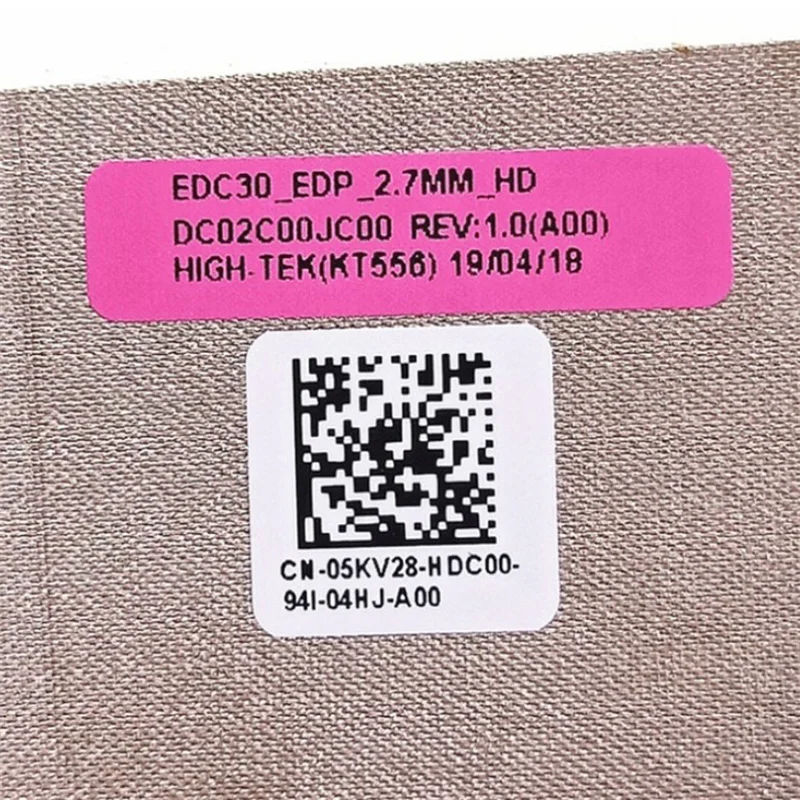 EDC30_EDP_2.7MM_HD
DC02C00JC00 REV:1.0(A00)
HIGH-TEK(KT556) 19/04/18
CN-05KV28-HDC00-
94I-04HJ-A00